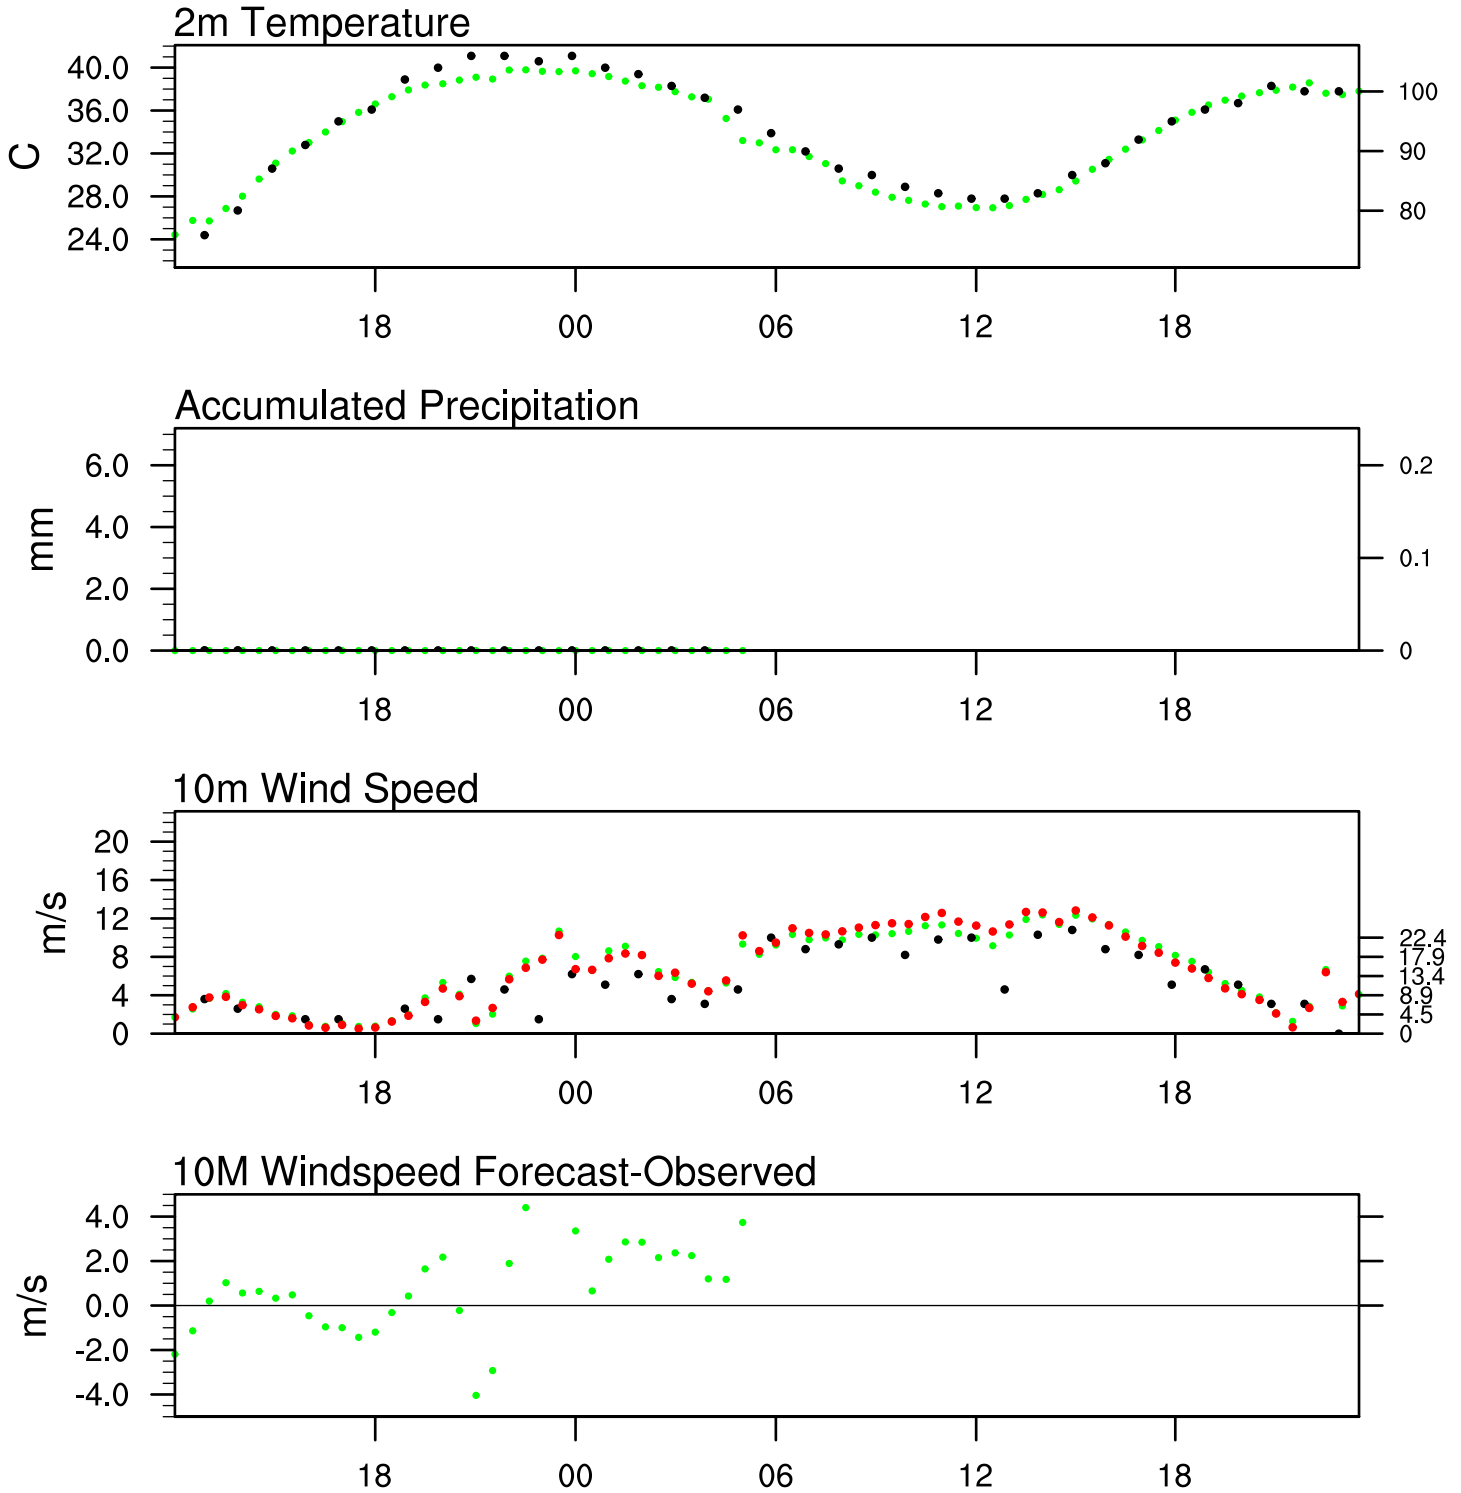 2m Temperature
40.0
36.0
32.0
28.0
24.0
C
100
90
80
18 00 06 12 18
Accumulated Precipitation
6.0
4.0
2.0
0.0
mm
0.2
0.1
0
18 00 06 12 18
10m Wind Speed
20
16
12
8
4
0
m/s
22.4
17.9
13.4
8.9
4.5
0
18 00 06 12 18
10M Windspeed Forecast-Observed
4.0
2.0
0.0
-2.0
-4.0
m/s
18 00 06 12 18